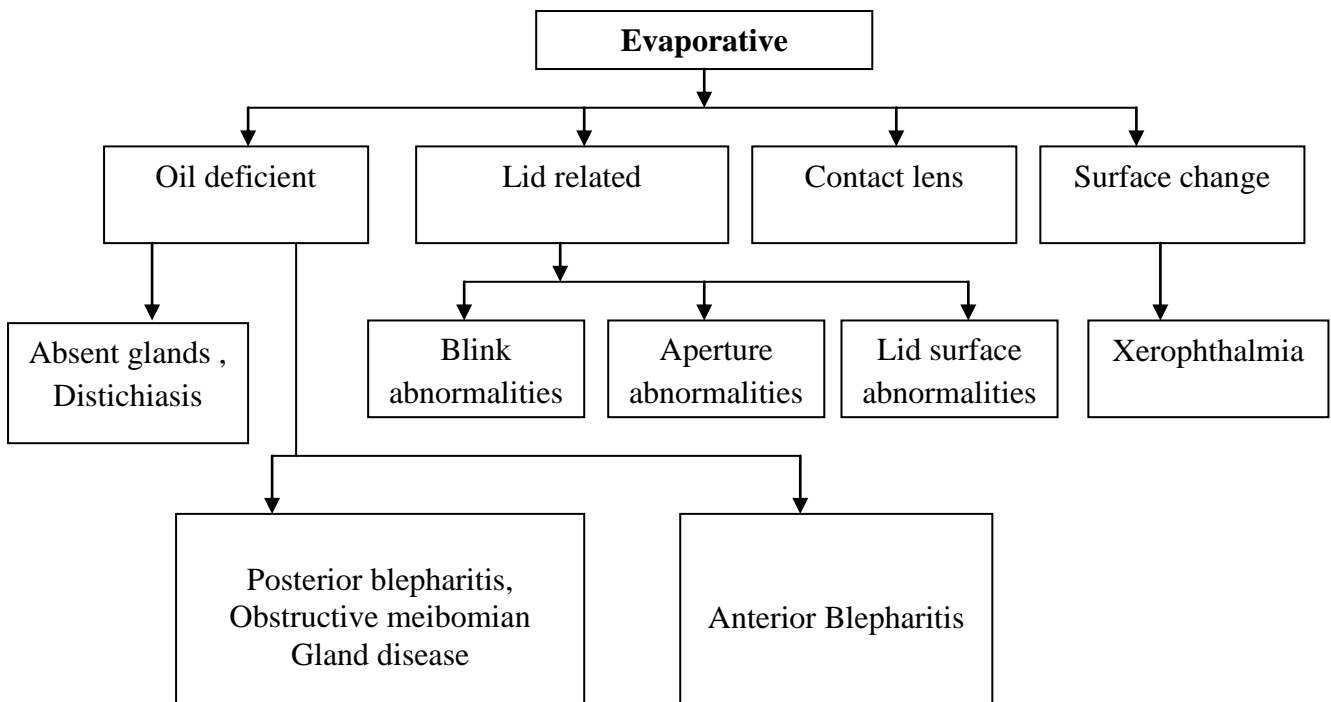 Evaporative
Oil deficient
Lid related
Contact lens
Surface change
Absent glands ,
Distichiasis
Blink
abnormalities
Aperture
abnormalities
Lid surface
abnormalities
Xerophthalmia
Posterior blepharitis,
Obstructive meibomian
Gland disease
Anterior Blepharitis